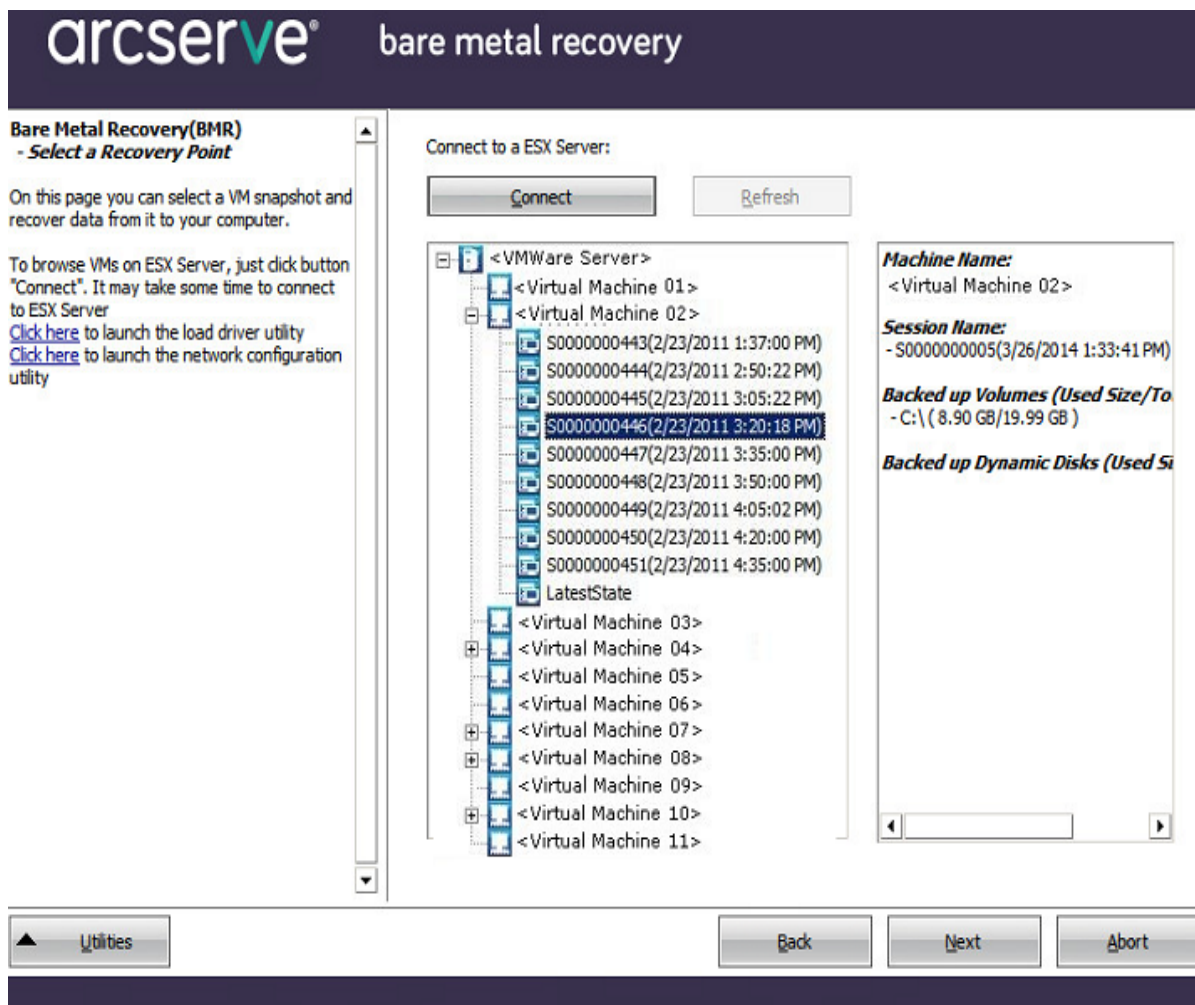 arcserve® bare metal recovery
Bare Metal Recovery(BMR)
- Select a Recovery Point
On this page you can select a VM snapshot and
recover data from it to your computer.
To browse VMs on ESX Server, just click button
"Connect". It may take some time to connect
to ESX Server
Click here to launch the load driver utility
Click here to launch the network configuration
utility
Connect to a ESX Server:
Connect
Refresh
<VMWare Server>
<Virtual Machine 01>
<Virtual Machine 02>
S0000000443(2/23/2011 1:37:00 PM)
S0000000444(2/23/2011 2:50:22 PM)
S0000000445(2/23/2011 3:05:22 PM)
S0000000446(2/23/2011 3:20:18 PM)
S0000000447(2/23/2011 3:35:00 PM)
S0000000448(2/23/2011 3:50:00 PM)
S0000000449(2/23/2011 4:05:02 PM)
S0000000450(2/23/2011 4:20:00 PM)
S0000000451(2/23/2011 4:35:00 PM)
LatestState
<Virtual Machine 03>
<Virtual Machine 04>
<Virtual Machine 05>
<Virtual Machine 06>
<Virtual Machine 07>
<Virtual Machine 08>
<Virtual Machine 09>
<Virtual Machine 10>
<Virtual Machine 11>
Machine Name:
<Virtual Machine 02>
Session Name:
- S0000000005(3/26/2014 1:33:41 PM)
Backed up Volumes (Used Size/To
- C:\ ( 8.90 GB/19.99 GB )
Backed up Dynamic Disks (Used Si
Utilities
Back
Next
Abort